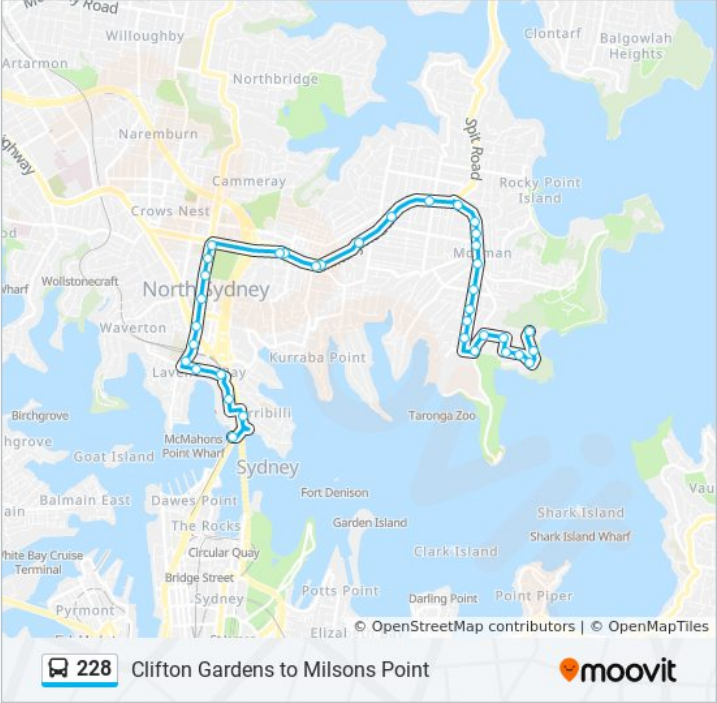 Road
Willoughby
Clontarf
Balgowlah
Heights
Artarmon
Northbridge
Naremburn
Spit Road
Cammeray
Rocky Point
Island
Crows Nest
Wollstonecraft
North Sydney
Waverton
Kurraba Point
Birchgrove
Taronga Zoo
McMahons
Point Wharf
Goat Island
Sydney
Fort Denison
Balmain East
Dawes Point
Shark Island
The Rocks
Garden Island
Shark Island Wharf
White Bay Cruise
Terminal
Circular Quay
Clark Island
Bridge Street
Potts Point
Darling Point
Point Piper
Sydney
Pyrmont
© OpenStreetMap contributors | © OpenMapTiles
228
Clifton Gardens to Milsons Point
moovit